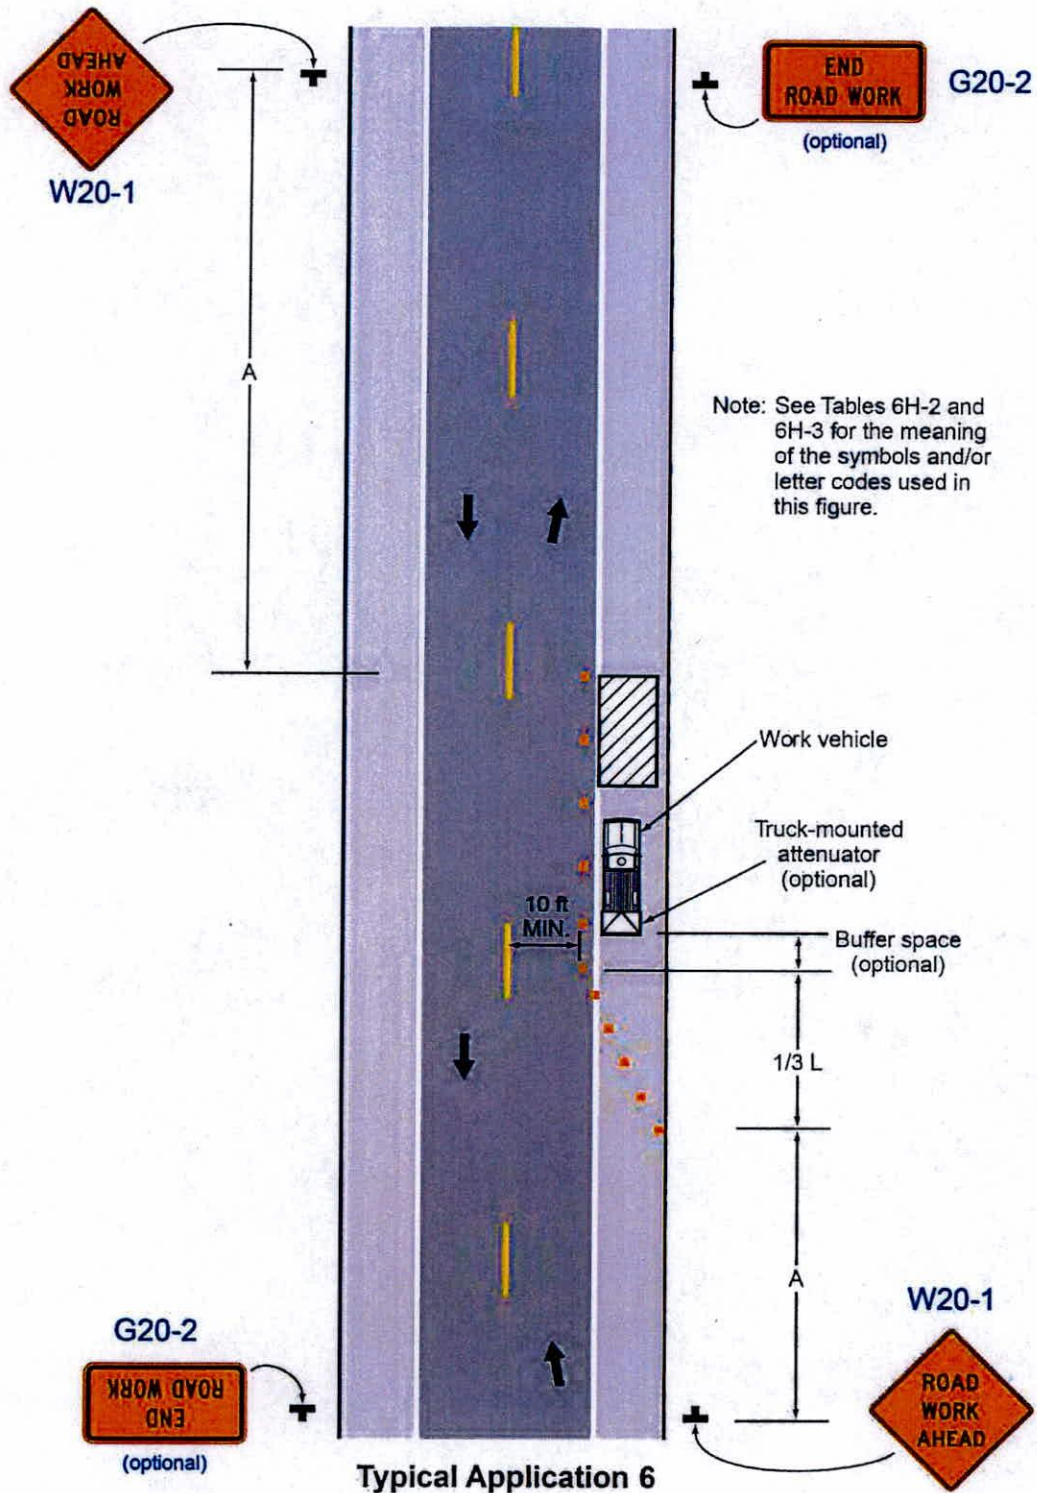 ROAD
WORK
AHEAD
W20-1
END
ROAD WORK
(optional)
G20-2
A
Note: See Tables 6H-2 and
6H-3 for the meaning
of the symbols and/or
letter codes used in
this figure.
Work vehicle
Truck-mounted
attenuator
(optional)
10 ft
MIN.
Buffer space
(optional)
1/3 L
A
W20-1
ROAD
WORK
AHEAD
G20-2
END
ROAD WORK
(optional)
Typical Application 6